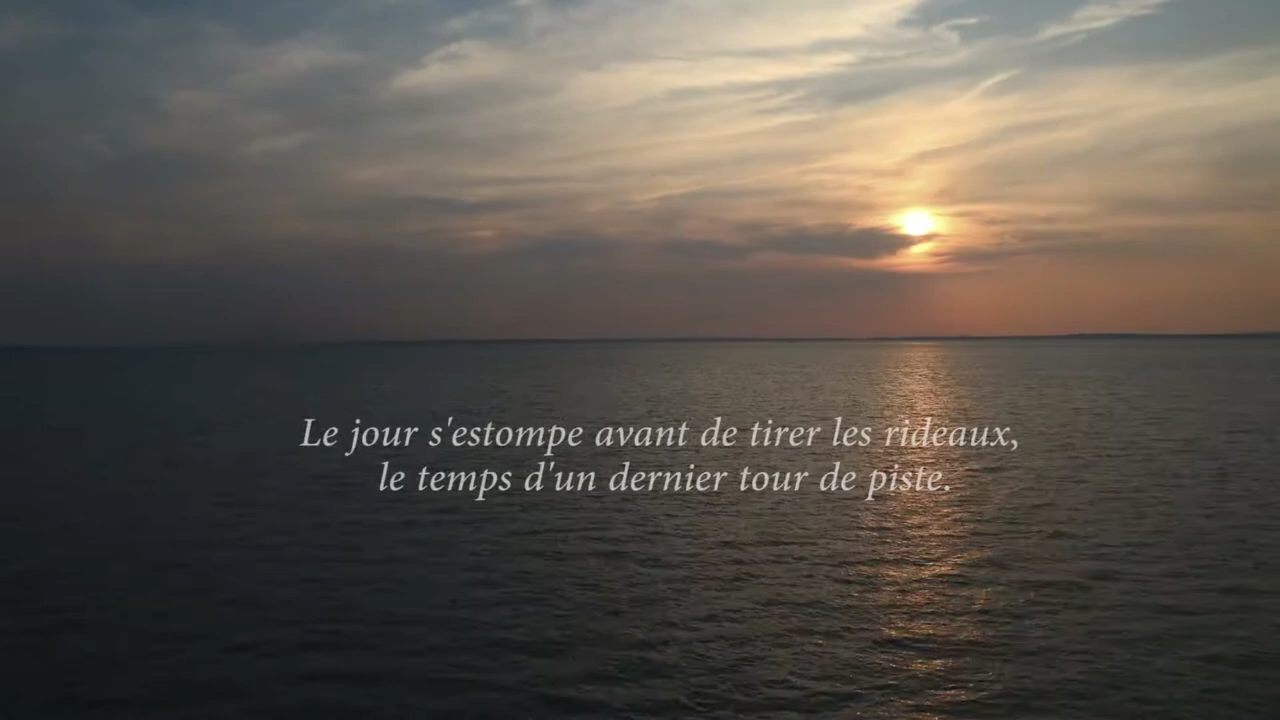 Le jour s'estompe avant de tirer les rideaux,
le temps d'un dernier tour de piste.